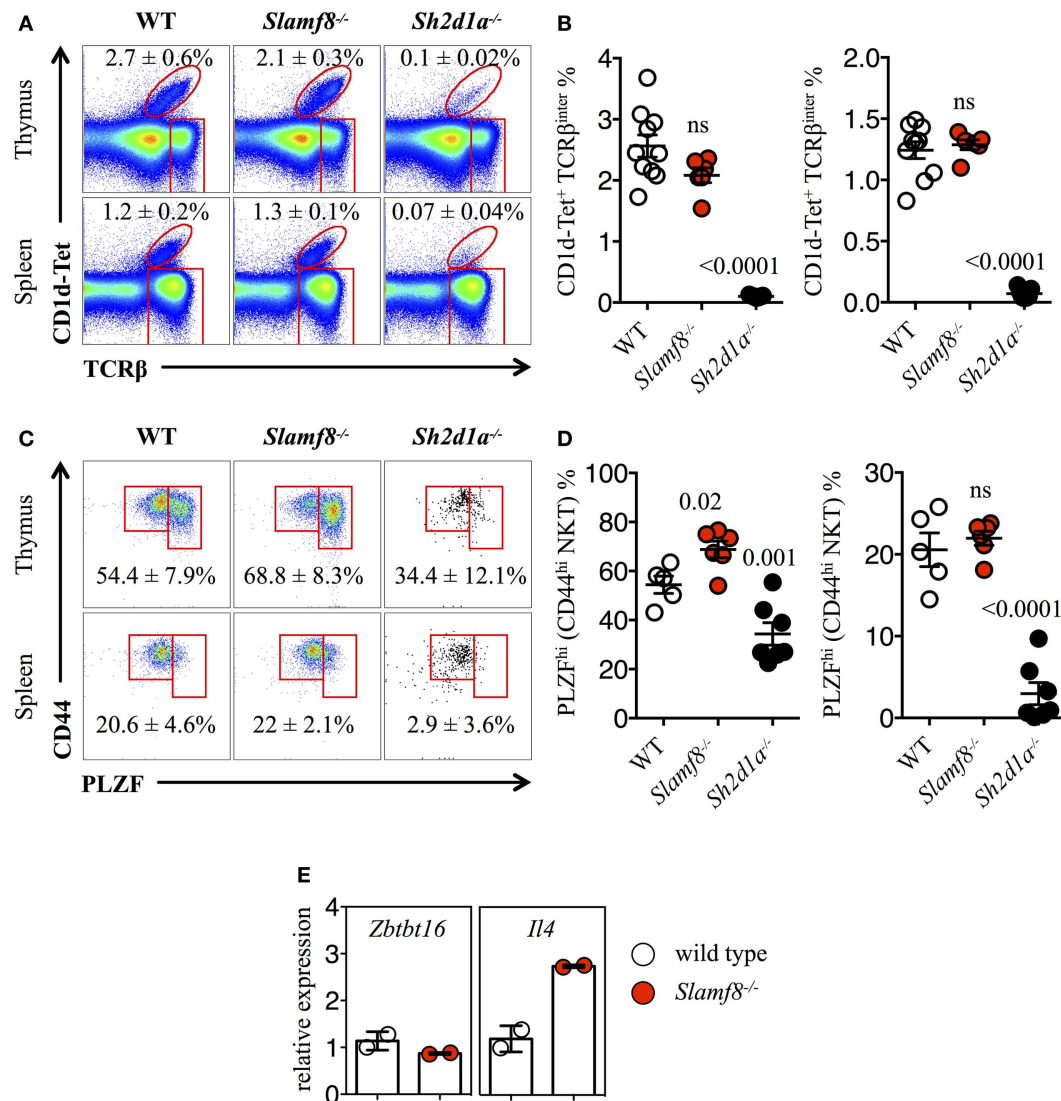 A
WT
Slamf8-/-
Sh2d1a-/-
Thymus
2.7 ± 0.6%
2.1 ± 0.3%
0.1 ± 0.02%
Spleen
1.2 ± 0.2%
1.3 ± 0.1%
0.07 ± 0.04%
CD1d-Tet
TCRβ
B
CD1d-Tet+ TCRβinter %
4
3
2
1
0
ns
<0.0001
WT
Slamf8-/-
Sh2d1a-/-
CD1d-Tet+ TCRβinter %
2.0
1.5
1.0
0.5
0.0
ns
<0.0001
WT
Slamf8-/-
Sh2d1a-/-
C
WT
Slamf8-/-
Sh2d1a-/-
Thymus
54.4 ± 7.9%
68.8 ± 8.3%
34.4 ± 12.1%
Spleen
20.6 ± 4.6%
22 ± 2.1%
2.9 ± 3.6%
CD44
PLZF
D
PLZFhi (CD44hi NKT) %
100
80
60
40
20
0
0.02
0.001
WT
Slamf8-/-
Sh2d1a-/-
PLZFhi (CD44hi NKT) %
30
20
10
0
ns
<0.0001
WT
Slamf8-/-
Sh2d1a-/-
E
relative expression
4
3
2
1
0
Zbtbt16
Il4
wild type
Slamf8-/-